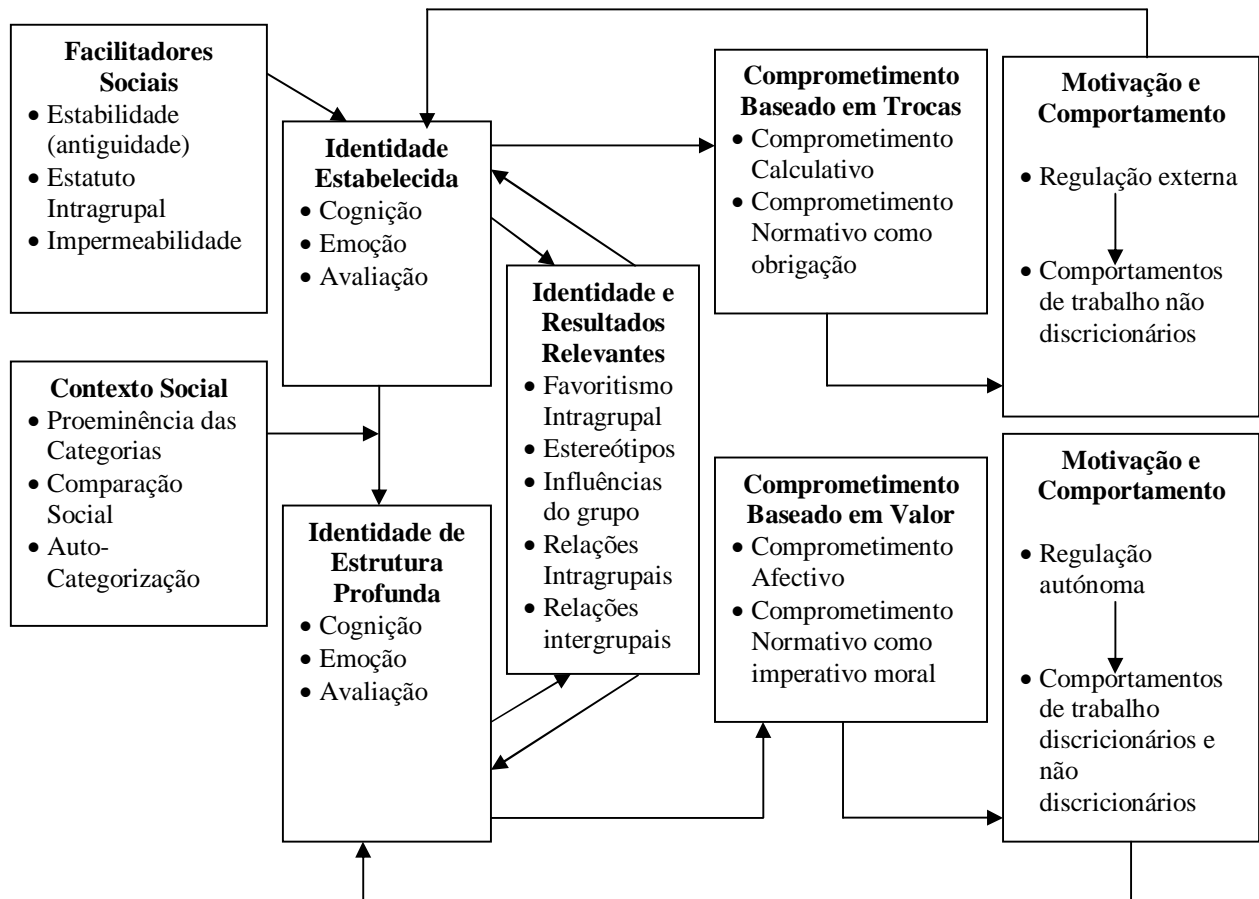 Facilitadores
Sociais
• Estabilidade
(antiguidade)
• Estatuto
Intragrupal
• Impermeabilidade
Contexto Social
• Proeminência das
Categorias
• Comparação
Social
• Auto-
Categorização
Identidade
Estabelecida
• Cognição
• Emoção
• Avaliação
Identidade de
Estrutura
Profunda
• Cognição
• Emoção
• Avaliação
Identidade e
Resultados
Relevantes
• Favoritismo
Intragrupal
• Estereótipos
• Influências
do grupo
• Relações
Intragrupais
• Relações
intergrupais
Comprometimento
Baseado em Trocas
• Comprometimento
Calculativo
• Comprometimento
Normativo como
obrigação
Comprometimento
Baseado em Valor
• Comprometimento
Afectivo
• Comprometimento
Normativo como
imperativo moral
Motivação e
Comportamento
• Regulação externa
• Comportamentos
de trabalho não
discricionários
Motivação e
Comportamento
• Regulação
autónoma
• Comportamentos
de trabalho
discricionários e
não
discricionários